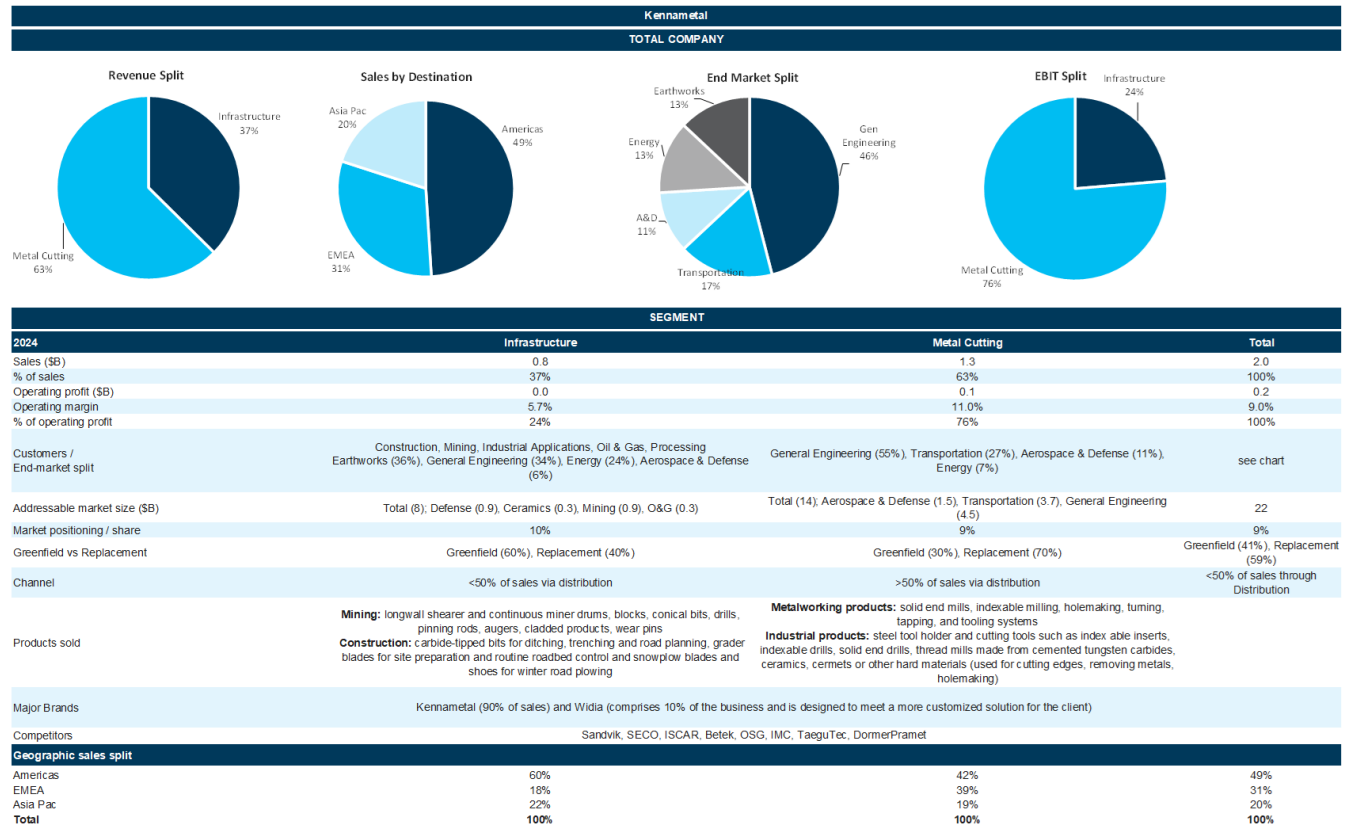 Kennametal
TOTAL COMPANY
Revenue Split
Infrastructure
37%
Metal Cutting
63%
Sales by Destination
Asia Pac
20%
Americas
49%
EMEA
31%
End Market Split
Earthworks
13%
Gen
Engineering
46%
Energy
13%
A&D
11%
Transportation
17%
EBIT Split
Infrastructure
24%
Metal Cutting
76%
SEGMENT
2024 Infrastructure Metal Cutting Total
Sales ($B) 0.8 1.3 2.0
% of sales 37% 63% 100%
Operating profit ($B) 0.0 0.1 0.2
Operating margin 5.7% 11.0% 9.0%
% of operating profit 24% 76% 100%
Customers /
End-market split
Construction, Mining, Industrial Applications, Oil & Gas, Processing
Earthworks (36%), General Engineering (34%), Energy (24%), Aerospace & Defense
(6%)
General Engineering (55%), Transportation (27%), Aerospace & Defense (11%),
Energy (7%)
see chart
Addressable market size ($B)
Total (8); Defense (0.9), Ceramics (0.3), Mining (0.9), O&G (0.3)
Total (14); Aerospace & Defense (1.5), Transportation (3.7), General Engineering
(4.5)
22
Market positioning / share 10% 9% 9%
Greenfield vs Replacement
Greenfield (60%), Replacement (40%)
Greenfield (30%), Replacement (70%)
Greenfield (41%), Replacement
(59%)
Channel
<50% of sales via distribution
>50% of sales via distribution
<50% of sales through
Distribution
Products sold
Mining: longwall shearer and continuous miner drums, blocks, conical bits, drills,
pinning rods, augers, cladded products, wear pins
Construction: carbide-tipped bits for ditching, trenching and road planning, grader
blades for site preparation and routine roadbed control and snowplow blades and
shoes for winter road plowing
Metalworking products: solid end mills, indexable milling, holemaking, turning,
tapping, and tooling systems
Industrial products: steel tool holder and cutting tools such as index able inserts,
indexable drills, solid end drills, thread mills made from cemented tungsten carbides,
ceramics, cermets or other hard materials (used for cutting edges, removing metals,
holemaking)
Major Brands
Kennametal (90% of sales) and Widia (comprises 10% of the business and is designed to meet a more customized solution for the client)
Competitors
Sandvik, SECO, ISCAR, Betek, OSG, IMC, TaeguTec, DormerPramet
Geographic sales split
Americas 60% 42% 49%
EMEA 18% 39% 31%
Asia Pac 22% 19% 20%
Total 100% 100% 100%